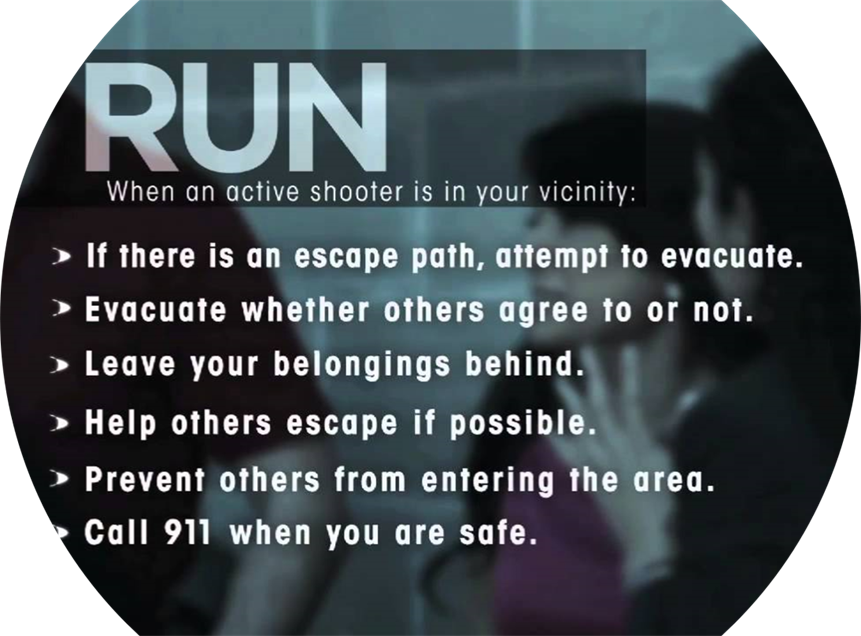 RUN
When an active shooter is in your vicinity:
If there is an escape path, attempt to evacuate.
Evacuate whether others agree to or not.
Leave your belongings behind.
Help others escape if possible.
Prevent others from entering the area.
Call 911 when you are safe.